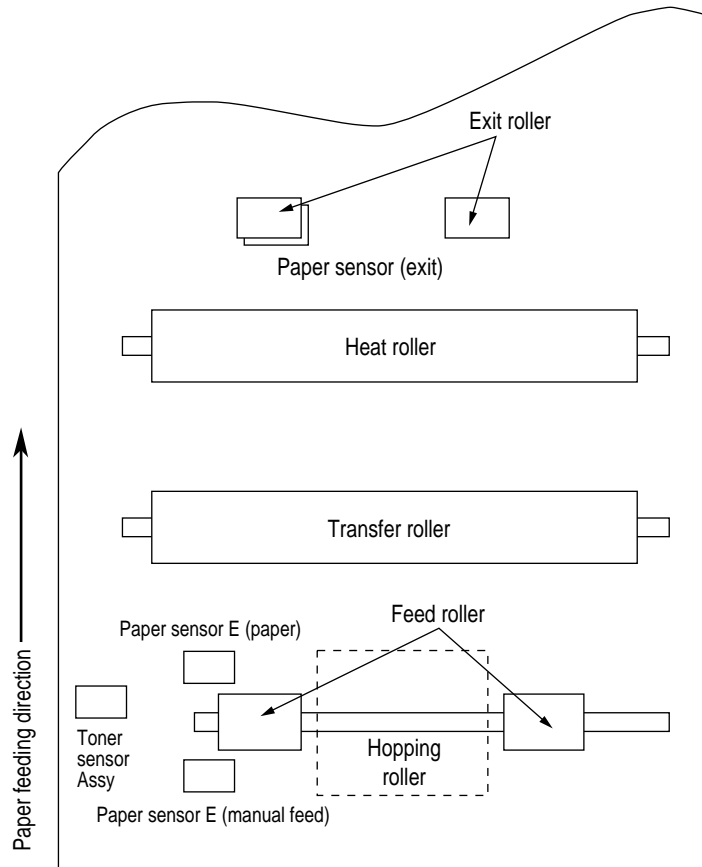 Exit roller
Paper sensor (exit)
Heat roller
Transfer roller
Feed roller
Paper sensor E (paper)
Toner
sensor
Assy
Hopping
roller
Paper sensor E (manual feed)
Paper feeding direction